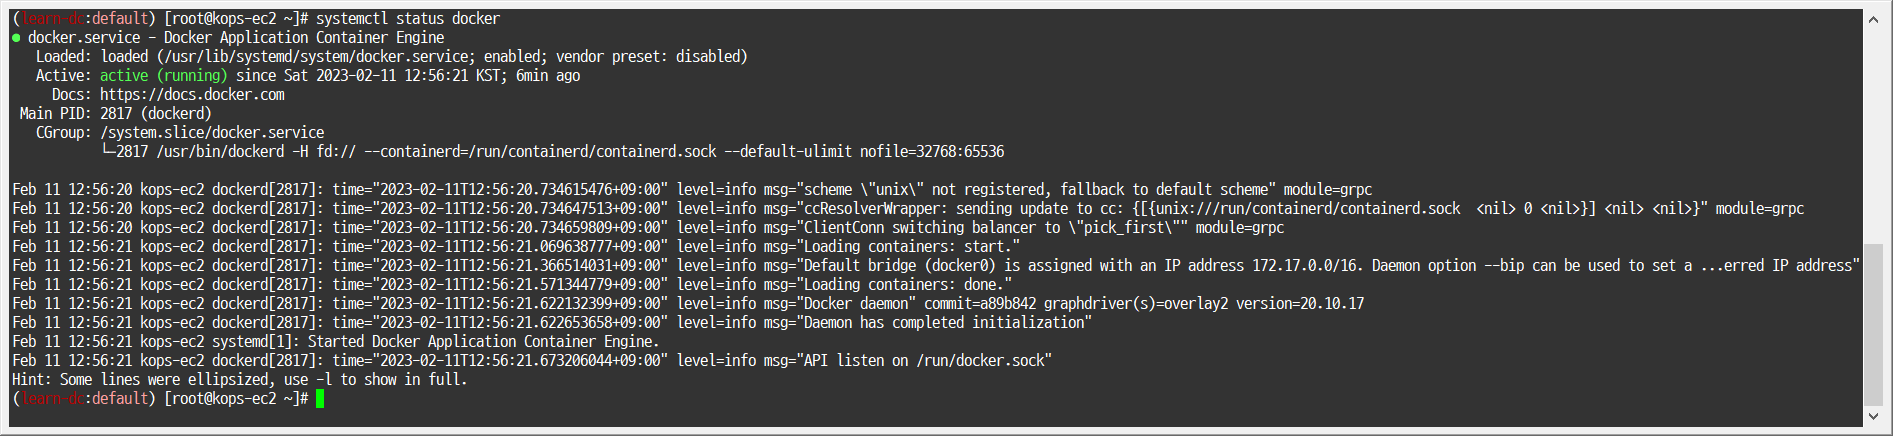 (learn-dc:default) [root@kops-ec2 ~]# systemctl status docker
● docker.service - Docker Application Container Engine
   Loaded: loaded (/usr/lib/systemd/system/docker.service; enabled; vendor preset: disabled)
   Active: active (running) since Sat 2023-02-11 12:56:21 KST; 6min ago
     Docs: https://docs.docker.com
 Main PID: 2817 (dockerd)
   CGroup: /system.slice/docker.service
           └─2817 /usr/bin/dockerd -H fd:// --containerd=/run/containerd/containerd.sock --default-ulimit nofile=32768:65536

Feb 11 12:56:20 kops-ec2 dockerd[2817]: time="2023-02-11T12:56:20.734615476+09:00" level=info msg="scheme \"unix\" not registered, fallback to default scheme" module=grpc
Feb 11 12:56:20 kops-ec2 dockerd[2817]: time="2023-02-11T12:56:20.734647513+09:00" level=info msg="ccResolverWrapper: sending update to cc: {[{unix:///run/containerd/containerd.sock  <nil> 0 <nil>}] <nil> <nil>}" module=grpc
Feb 11 12:56:20 kops-ec2 dockerd[2817]: time="2023-02-11T12:56:20.734659809+09:00" level=info msg="ClientConn switching balancer to \"pick_first\"" module=grpc
Feb 11 12:56:21 kops-ec2 dockerd[2817]: time="2023-02-11T12:56:21.069638777+09:00" level=info msg="Loading containers: start."
Feb 11 12:56:21 kops-ec2 dockerd[2817]: time="2023-02-11T12:56:21.366514031+09:00" level=info msg="Default bridge (docker0) is assigned with an IP address 172.17.0.0/16. Daemon option --bip can be used to set a ...erred IP address"
Feb 11 12:56:21 kops-ec2 dockerd[2817]: time="2023-02-11T12:56:21.571344779+09:00" level=info msg="Loading containers: done."
Feb 11 12:56:21 kops-ec2 dockerd[2817]: time="2023-02-11T12:56:21.622132399+09:00" level=info msg="Docker daemon" commit=a89b842 graphdriver(s)=overlay2 version=20.10.17
Feb 11 12:56:21 kops-ec2 dockerd[2817]: time="2023-02-11T12:56:21.622653658+09:00" level=info msg="Daemon has completed initialization"
Feb 11 12:56:21 kops-ec2 systemd[1]: Started Docker Application Container Engine.
Feb 11 12:56:21 kops-ec2 dockerd[2817]: time="2023-02-11T12:56:21.673206044+09:00" level=info msg="API listen on /run/docker.sock"
Hint: Some lines were ellipsized, use -l to show in full.
(learn-dc:default) [root@kops-ec2 ~]#